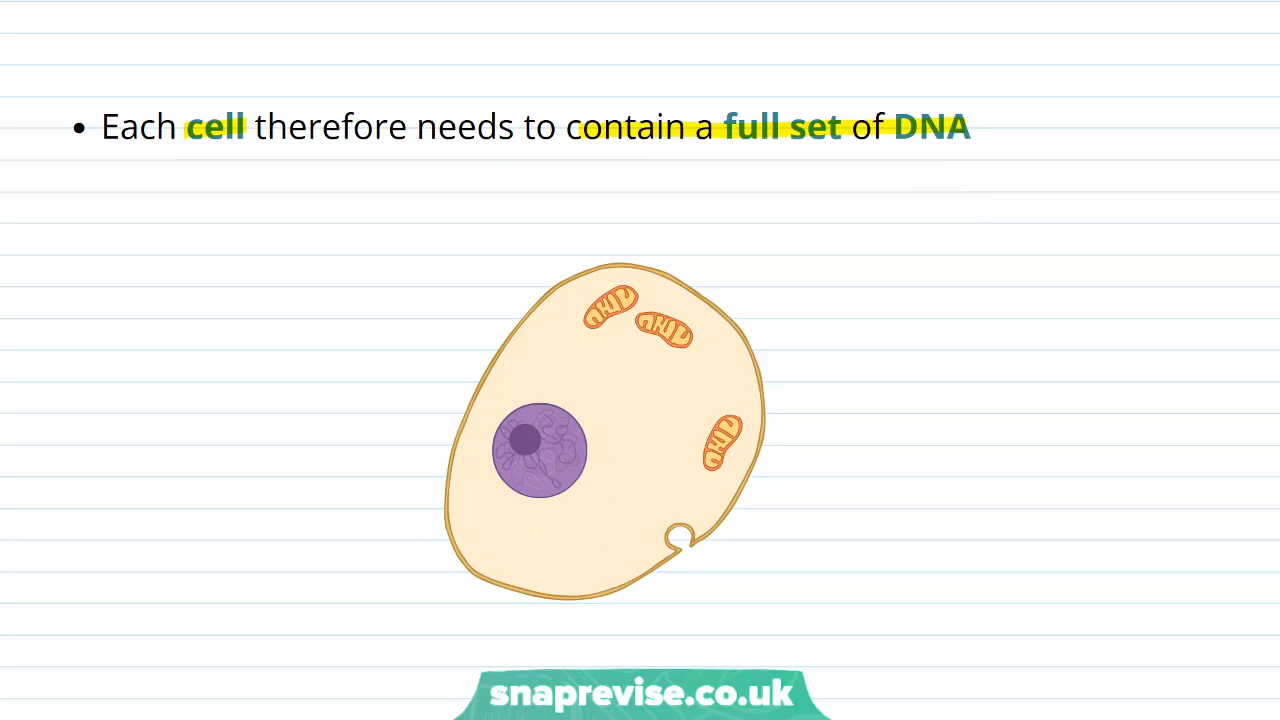 • Each cell therefore needs to contain a full set of DNA
snaprevise.co.uk